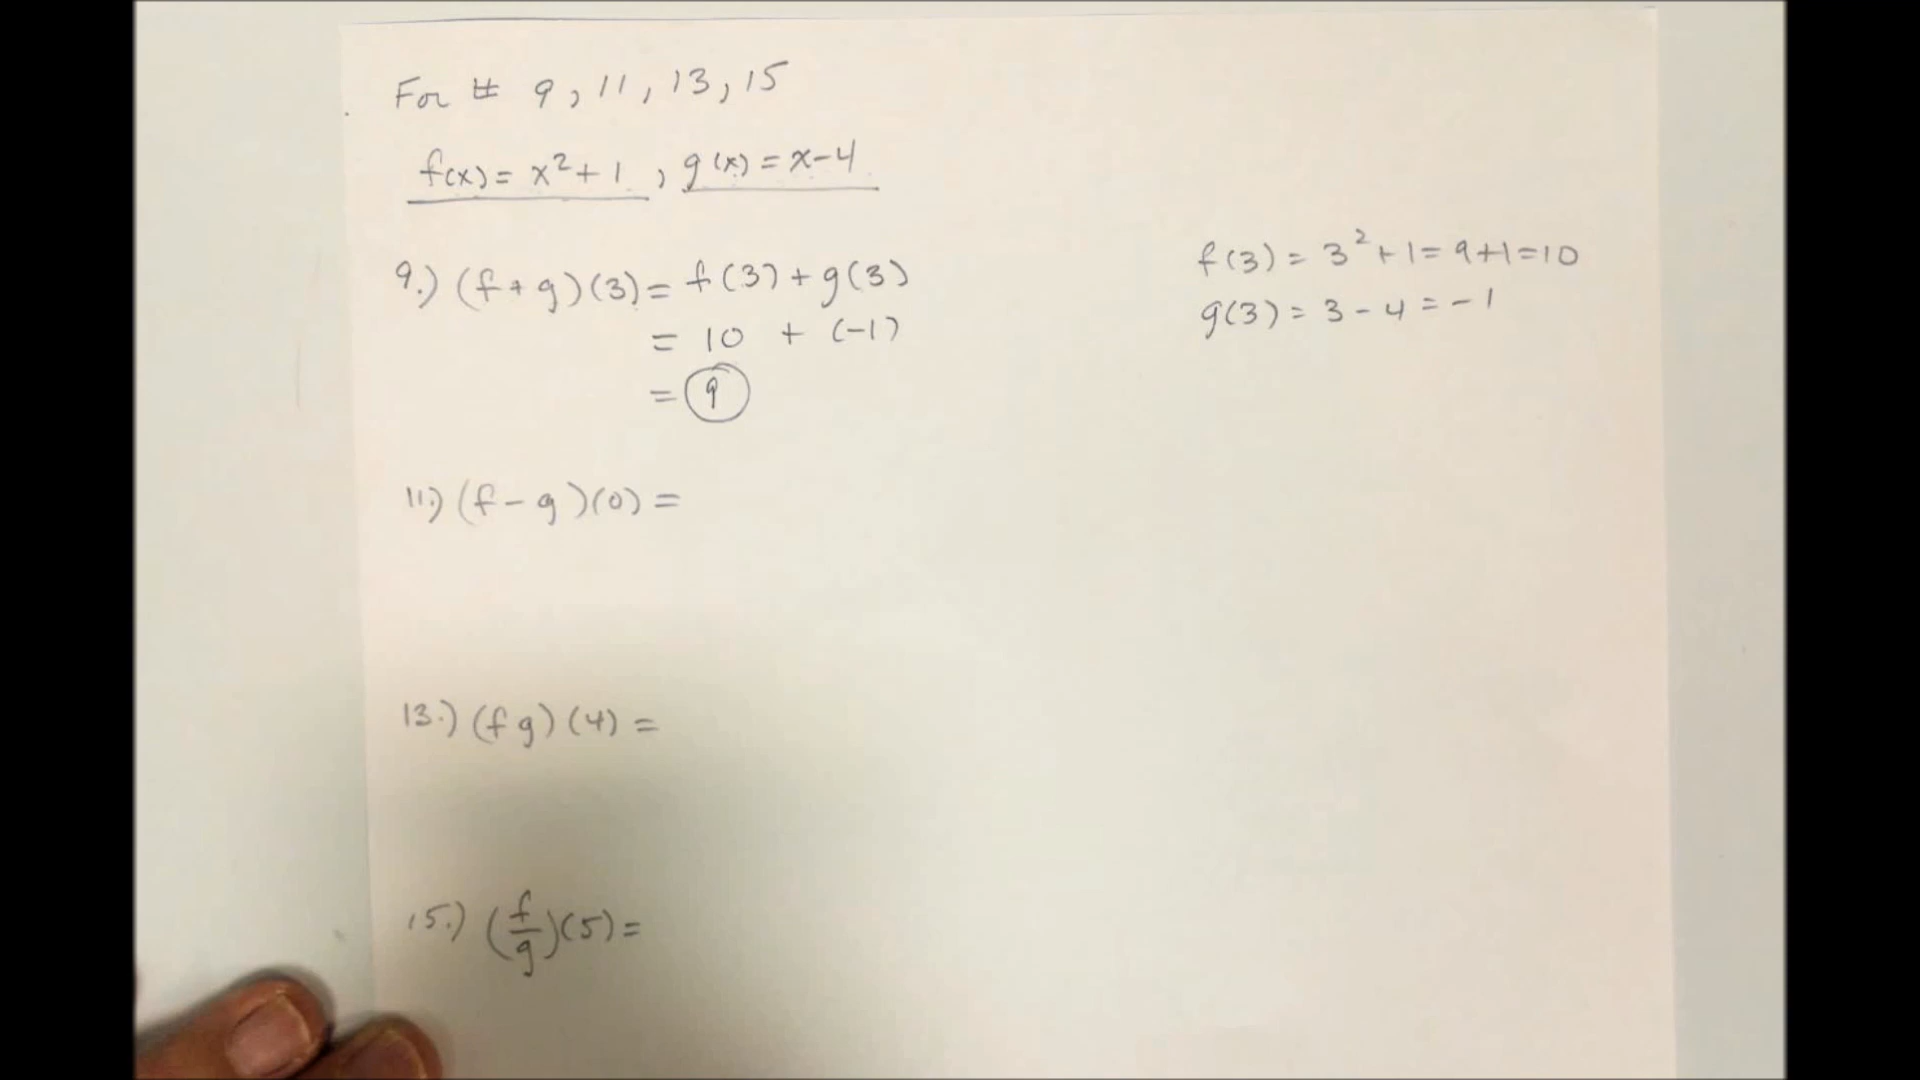 For # 9, 11, 13, 15
f(x) = x²+1, g(x) = x-4
9.) (f+g)(3) = f(3) + g(3)
= 10 + (-1)
= 9
f(3) = 3²+1 = 9+1 = 10
g(3) = 3 - 4 = -1
11.) (f-g)(0) =
13.) (fg)(4) =
15.) (f/g)(5) =